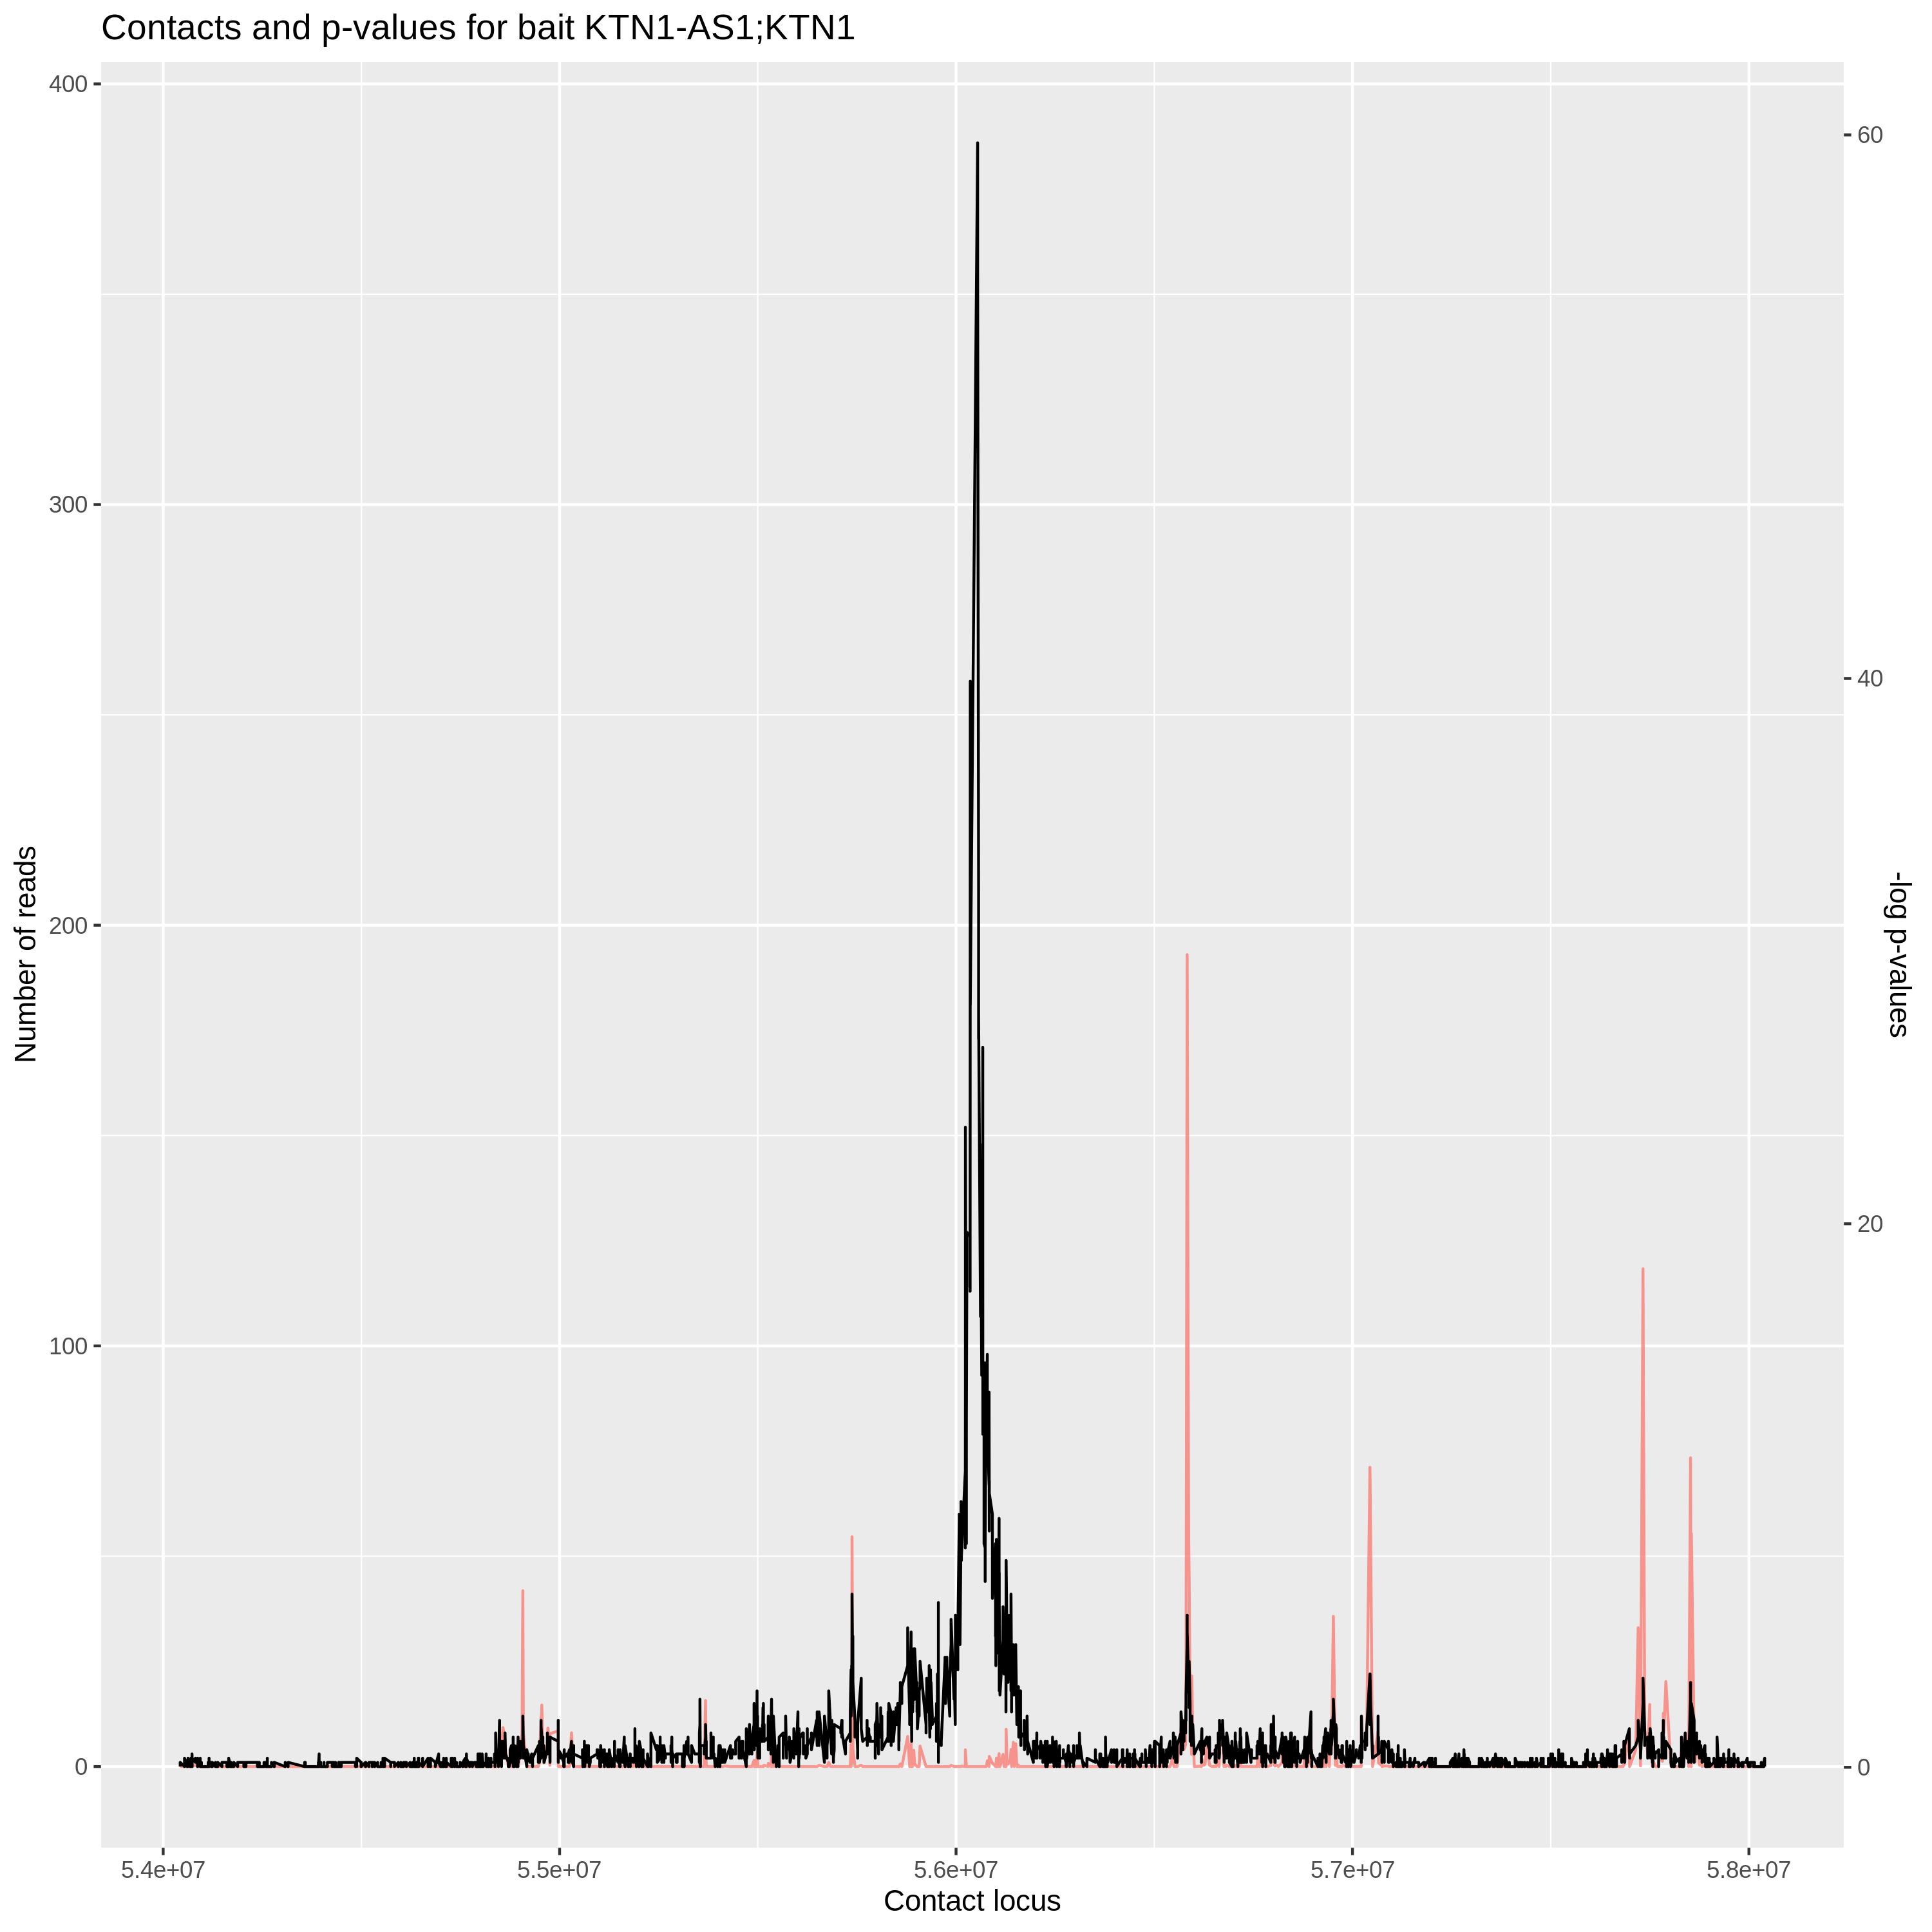 Contacts and p-values for bait KTN1-AS1;KTN1
400
300
200
100
0
Number of reads
60
40
20
0
-log p-values
5.4e+07
5.5e+07
5.6e+07
5.7e+07
5.8e+07
Contact locus